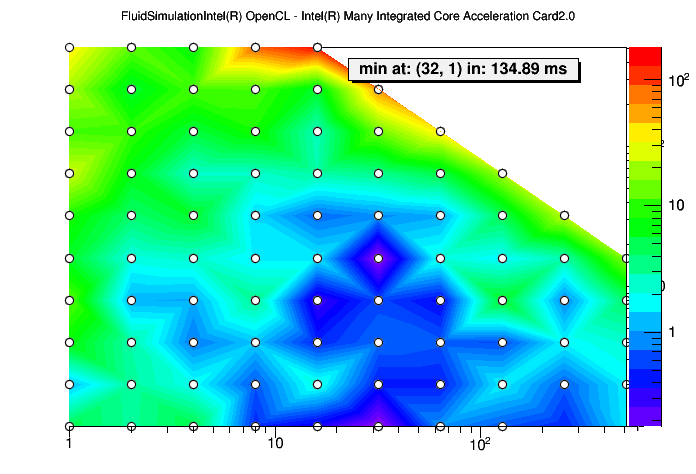 FluidSimulationIntel(R) OpenCL - Intel(R) Many Integrated Core Acceleration Card2.0
min at: (32, 1) in: 134.89 ms
10²
10
1
1 10 10²